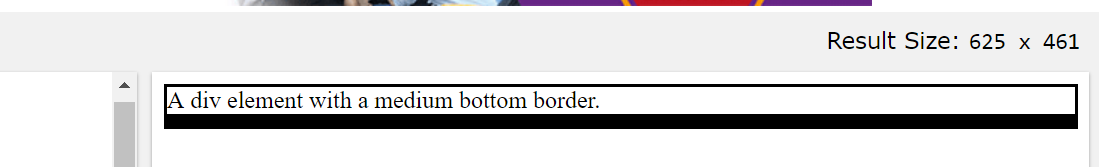 Result Size: 625 x 461
A div element with a medium bottom border.